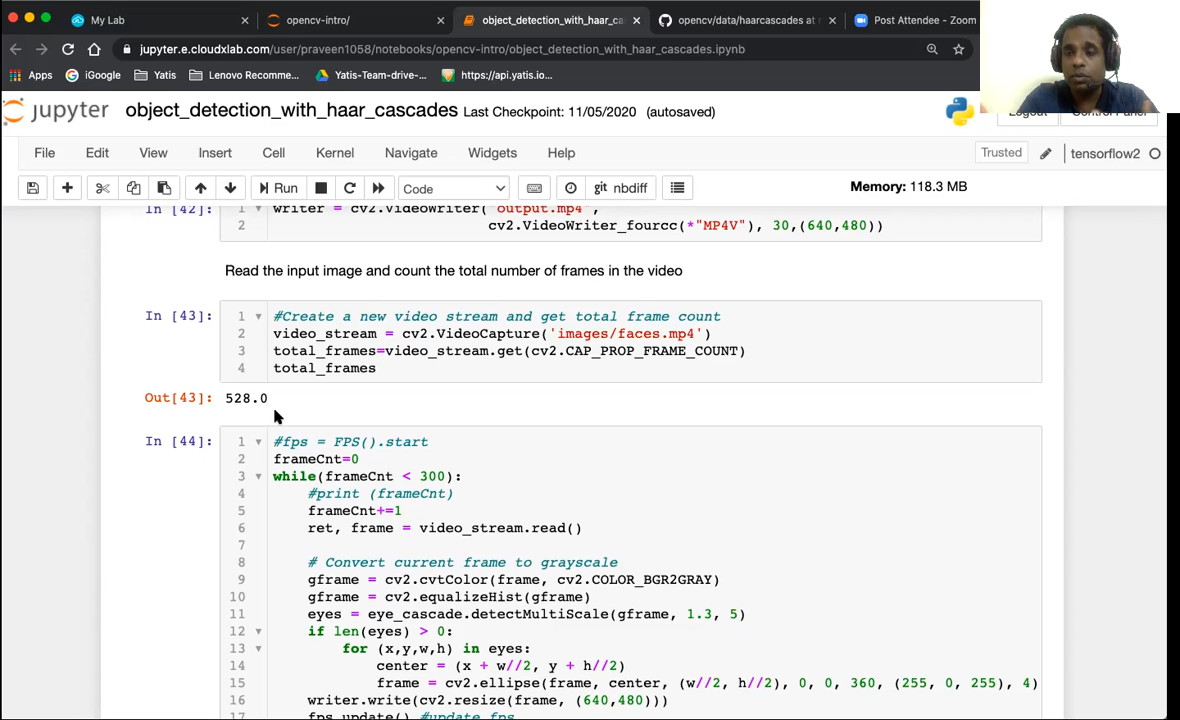 My Lab
opencv-intro/
object_detection_with_haar_ca
opencv/data/haarcascades at
Post Attendee - Zoom
jupyter.e.cloudxlab.com/user/praveen1058/notebooks/opencv-intro/object_detection_with_haar_cascades.ipynb
Apps
iGoogle
Yatis
Lenovo Recomme...
Yatis-Team-drive-...
https://api.yatis.io...
jupyter
object_detection_with_haar_cascades
Last Checkpoint: 11/05/2020 (autosaved)
Logout
Control Panel
File Edit View Insert Cell Kernel Navigate Widgets Help
Trusted
tensorflow2
Run
Code
git nbdiff
Memory: 118.3 MB
In [42]: 1 writer = cv2.VideoWriter("output.mp4",
2 cv2.VideoWriter_fourcc(*"MP4V"), 30,(640,480))
Read the input image and count the total number of frames in the video
In [43]: 1 #Create a new video stream and get total frame count
2 video_stream = cv2.VideoCapture('images/faces.mp4')
3 total_frames=video_stream.get(cv2.CAP_PROP_FRAME_COUNT)
4 total_frames
Out[43]: 528.0
In [44]: 1 #fps = FPS().start
2 frameCnt=0
3 while(frameCnt < 300):
4 #print (frameCnt)
5 frameCnt+=1
6 ret, frame = video_stream.read()
7
8 # Convert current frame to grayscale
9 gframe = cv2.cvtColor(frame, cv2.COLOR_BGR2GRAY)
10 gframe = cv2.equalizeHist(gframe)
11 eyes = eye_cascade.detectMultiScale(gframe, 1.3, 5)
12 if len(eyes) > 0:
13 for (x,y,w,h) in eyes:
14 center = (x + w//2, y + h//2)
15 frame = cv2.ellipse(frame, center, (w//2, h//2), 0, 0, 360, (255, 0, 255), 4)
16 writer.write(cv2.resize(frame, (640,480)))
17 fps.update() #update fps